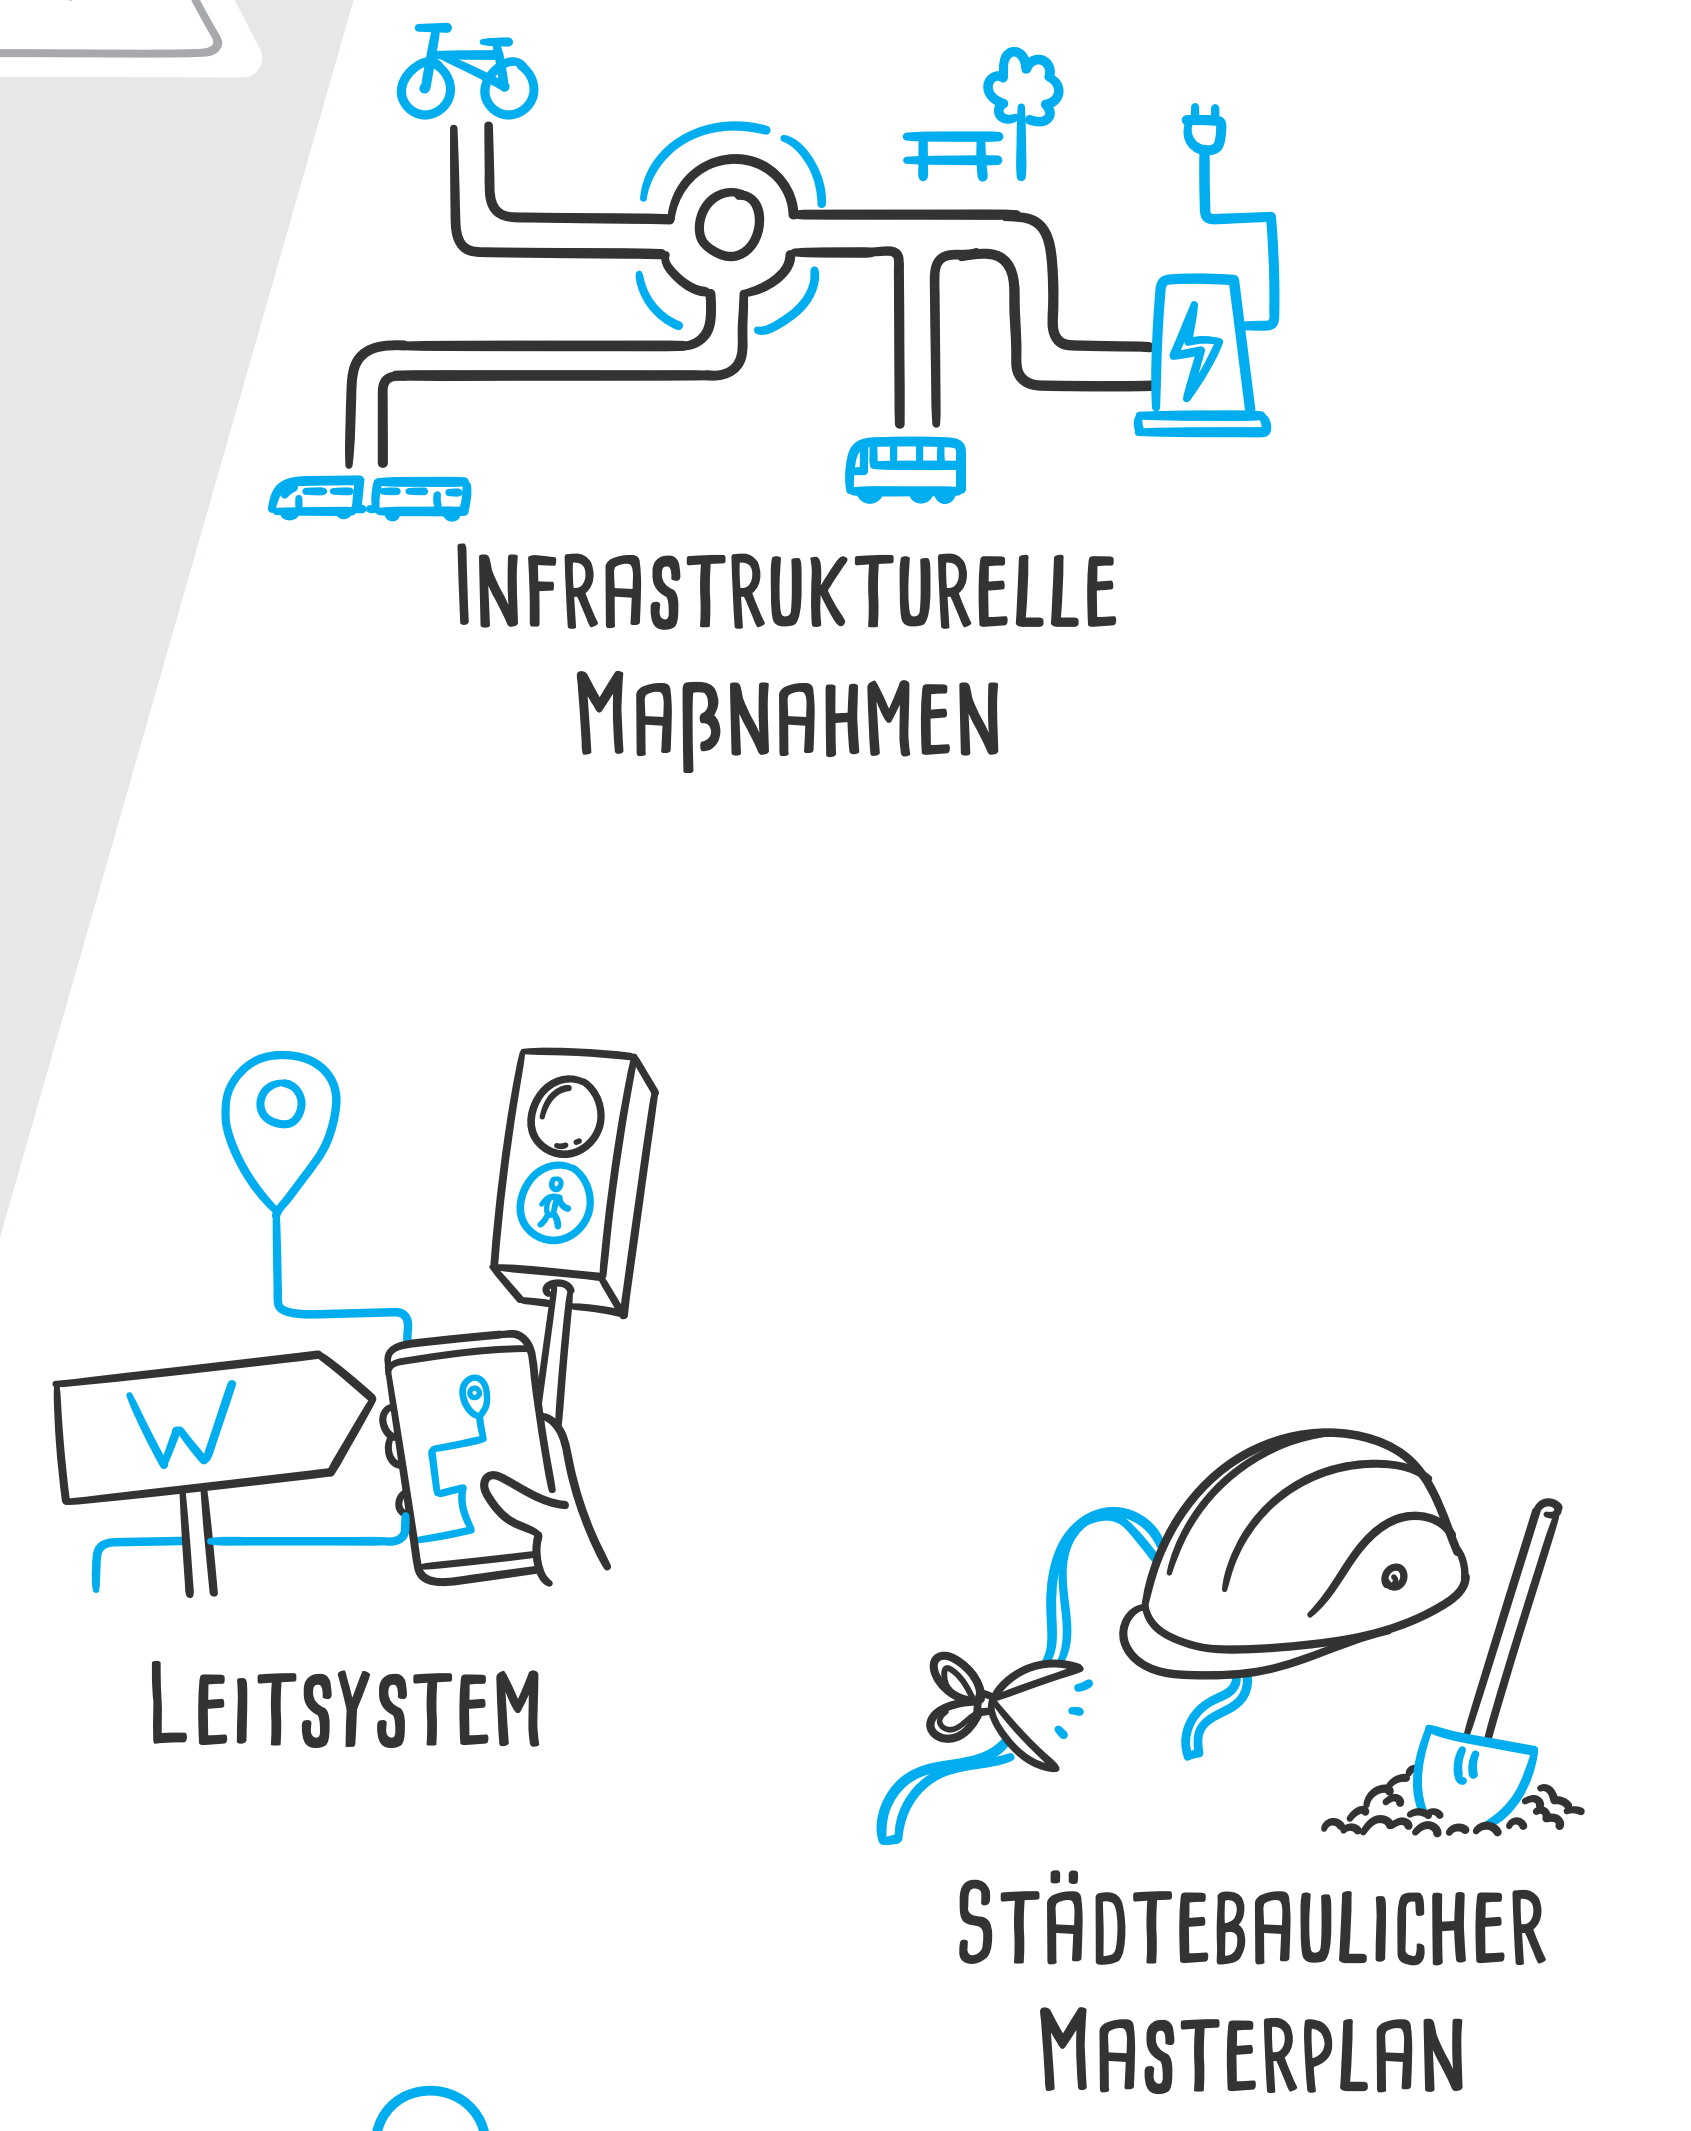 Infrastrukturelle
Maßnahmen
W
Leitsystem
Städtebaulicher
Masterplan